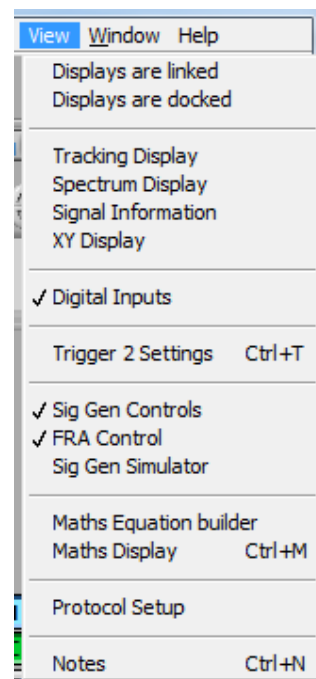 View Window Help
Displays are linked
Displays are docked
Tracking Display
Spectrum Display
Signal Information
XY Display
✓ Digital Inputs
Trigger 2 Settings Ctrl+T
✓ Sig Gen Controls
✓ FRA Control
Sig Gen Simulator
Maths Equation builder
Maths Display Ctrl+M
Protocol Setup
Notes Ctrl+N